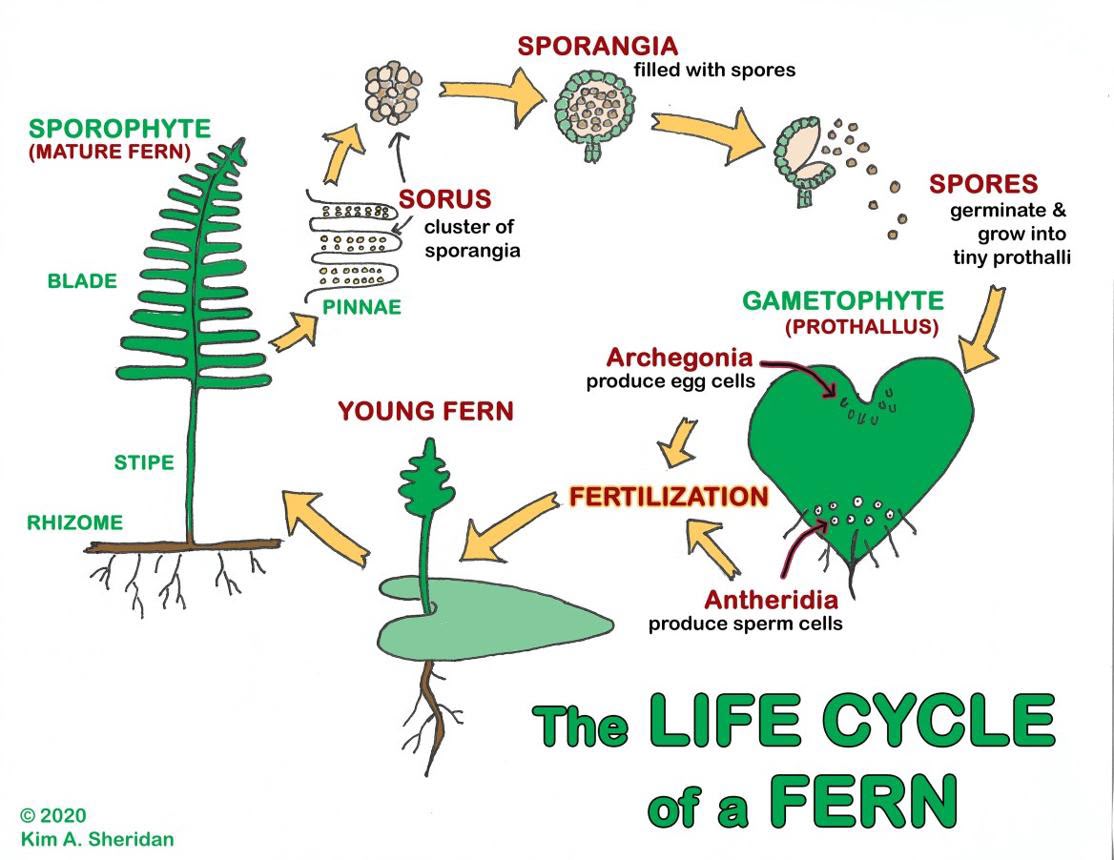 SPORANGIA
filled with spores
SPOROPHYTE
(MATURE FERN)
SORUS
cluster of
sporangia
SPORES
germinate &
grow into
tiny prothalli
BLADE
PINNAE
GAMETOPHYTE
(PROTHALLUS)
Archegonia
produce egg cells
YOUNG FERN
STIPE
FERTILIZATION
RHIZOME
Antheridia
produce sperm cells
The LIFE CYCLE
of a FERN
© 2020
Kim A. Sheridan